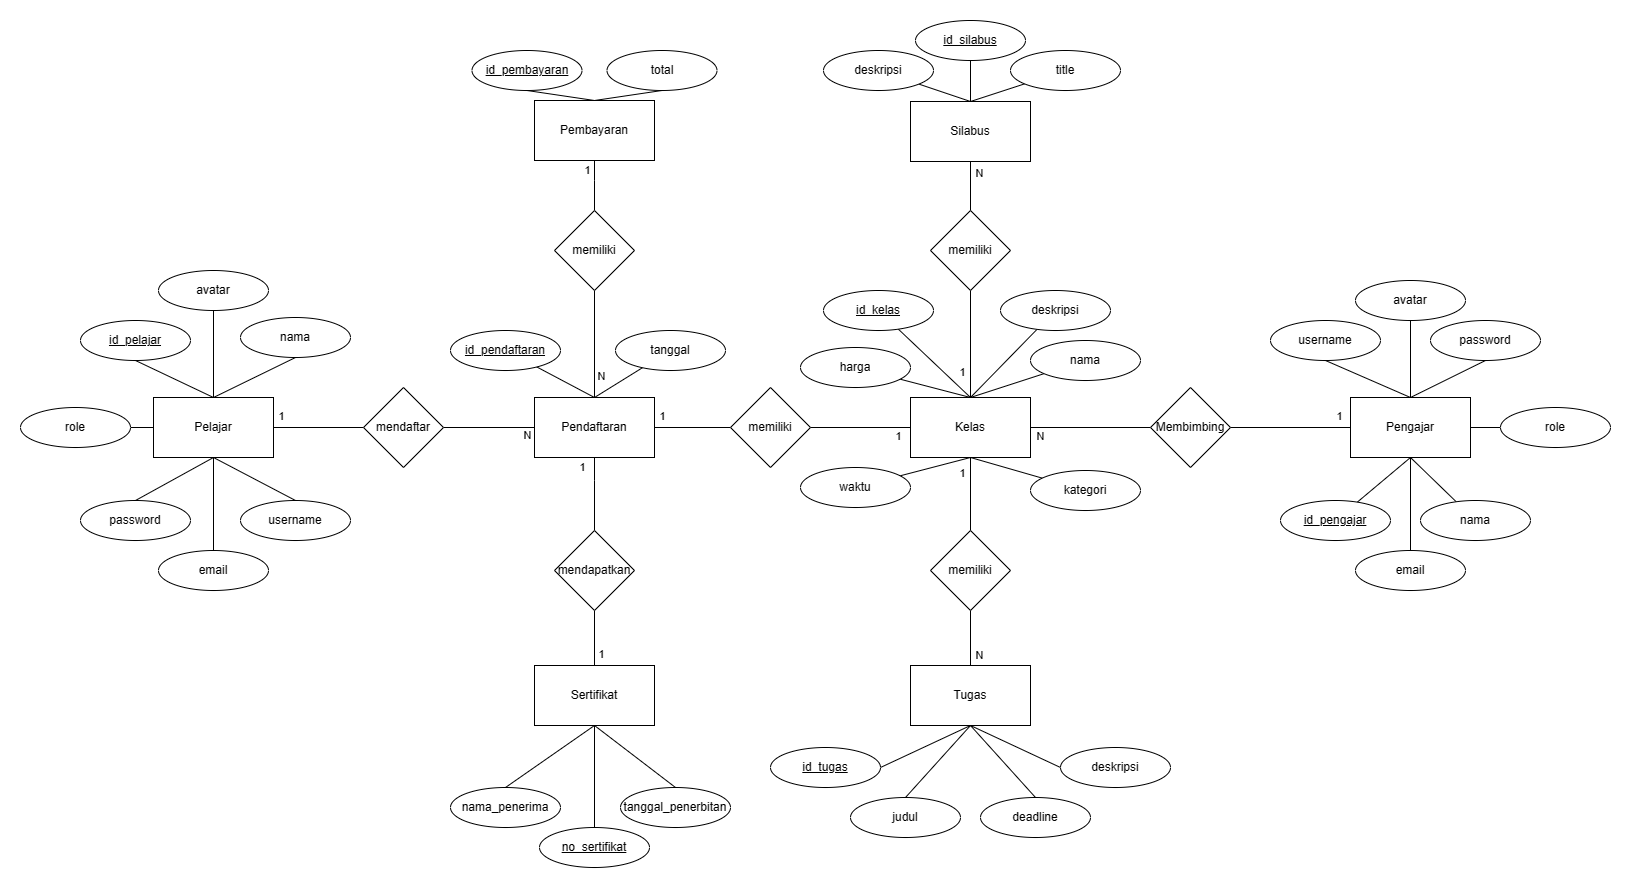 id_silabus
id_pembayaran
total
deskripsi
title
Pembayaran
Silabus
1
N
memiliki
memiliki
avatar
id_kelas
deskripsi
avatar
id_pelajar
nama
id_pendaftaran
tanggal
harga
nama
username
password
N
1
role
Pelajar
1
mendaftar
N
Pendaftaran
1
memiliki
1
Kelas
N
Membimbing
1
Pengajar
role
1
1
waktu
kategori
password
username
id_pengajar
nama
email
mendapatkan
memiliki
email
1
N
Sertifikat
Tugas
id_tugas
deskripsi
nama_penerima
tanggal_penerbitan
judul
deadline
no_sertifikat